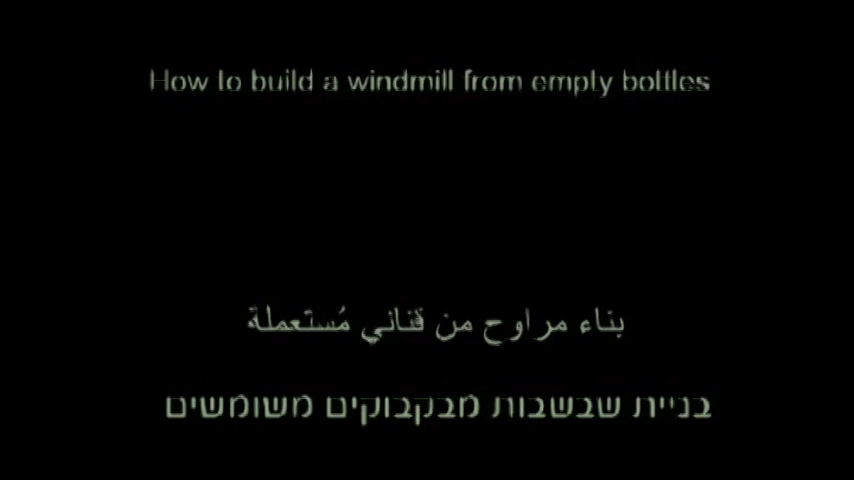 How to build a windmill from empty bottles
بناء مراوح من قناني مُستعملة
בניית שבשבות מבקבוקים משומשים